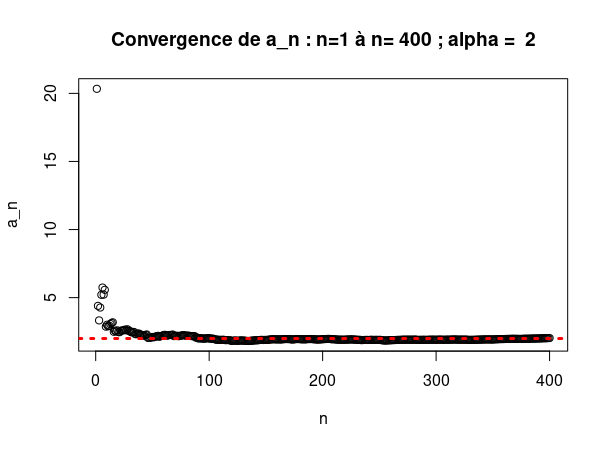 Convergence de a_n : n=1 à n= 400 ; alpha =  2
20
15
10
5
a_n
0 100 200 300 400
n